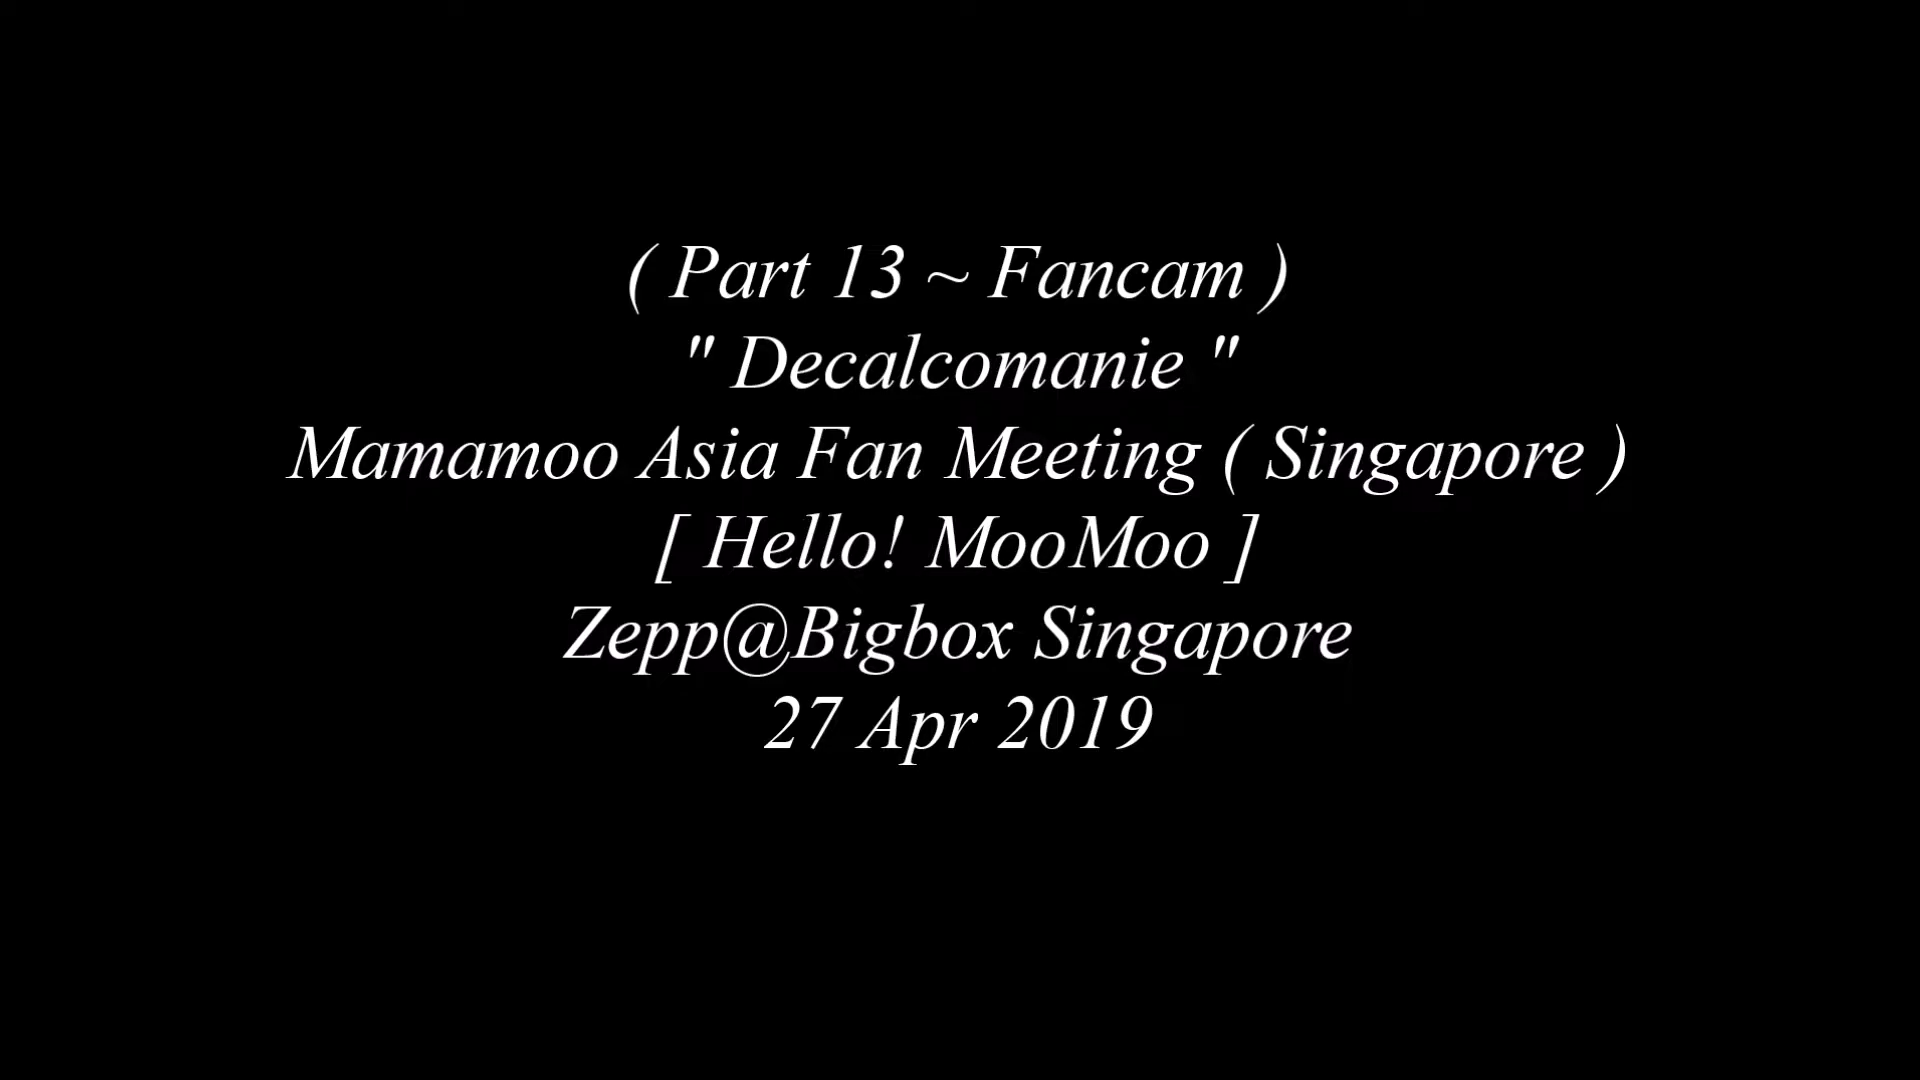 ( Part 13 ~ Fancam )
" Decalcomanie "
Mamamoo Asia Fan Meeting ( Singapore )
[ Hello! MooMoo ]
Zepp@Bigbox Singapore
27 Apr 2019